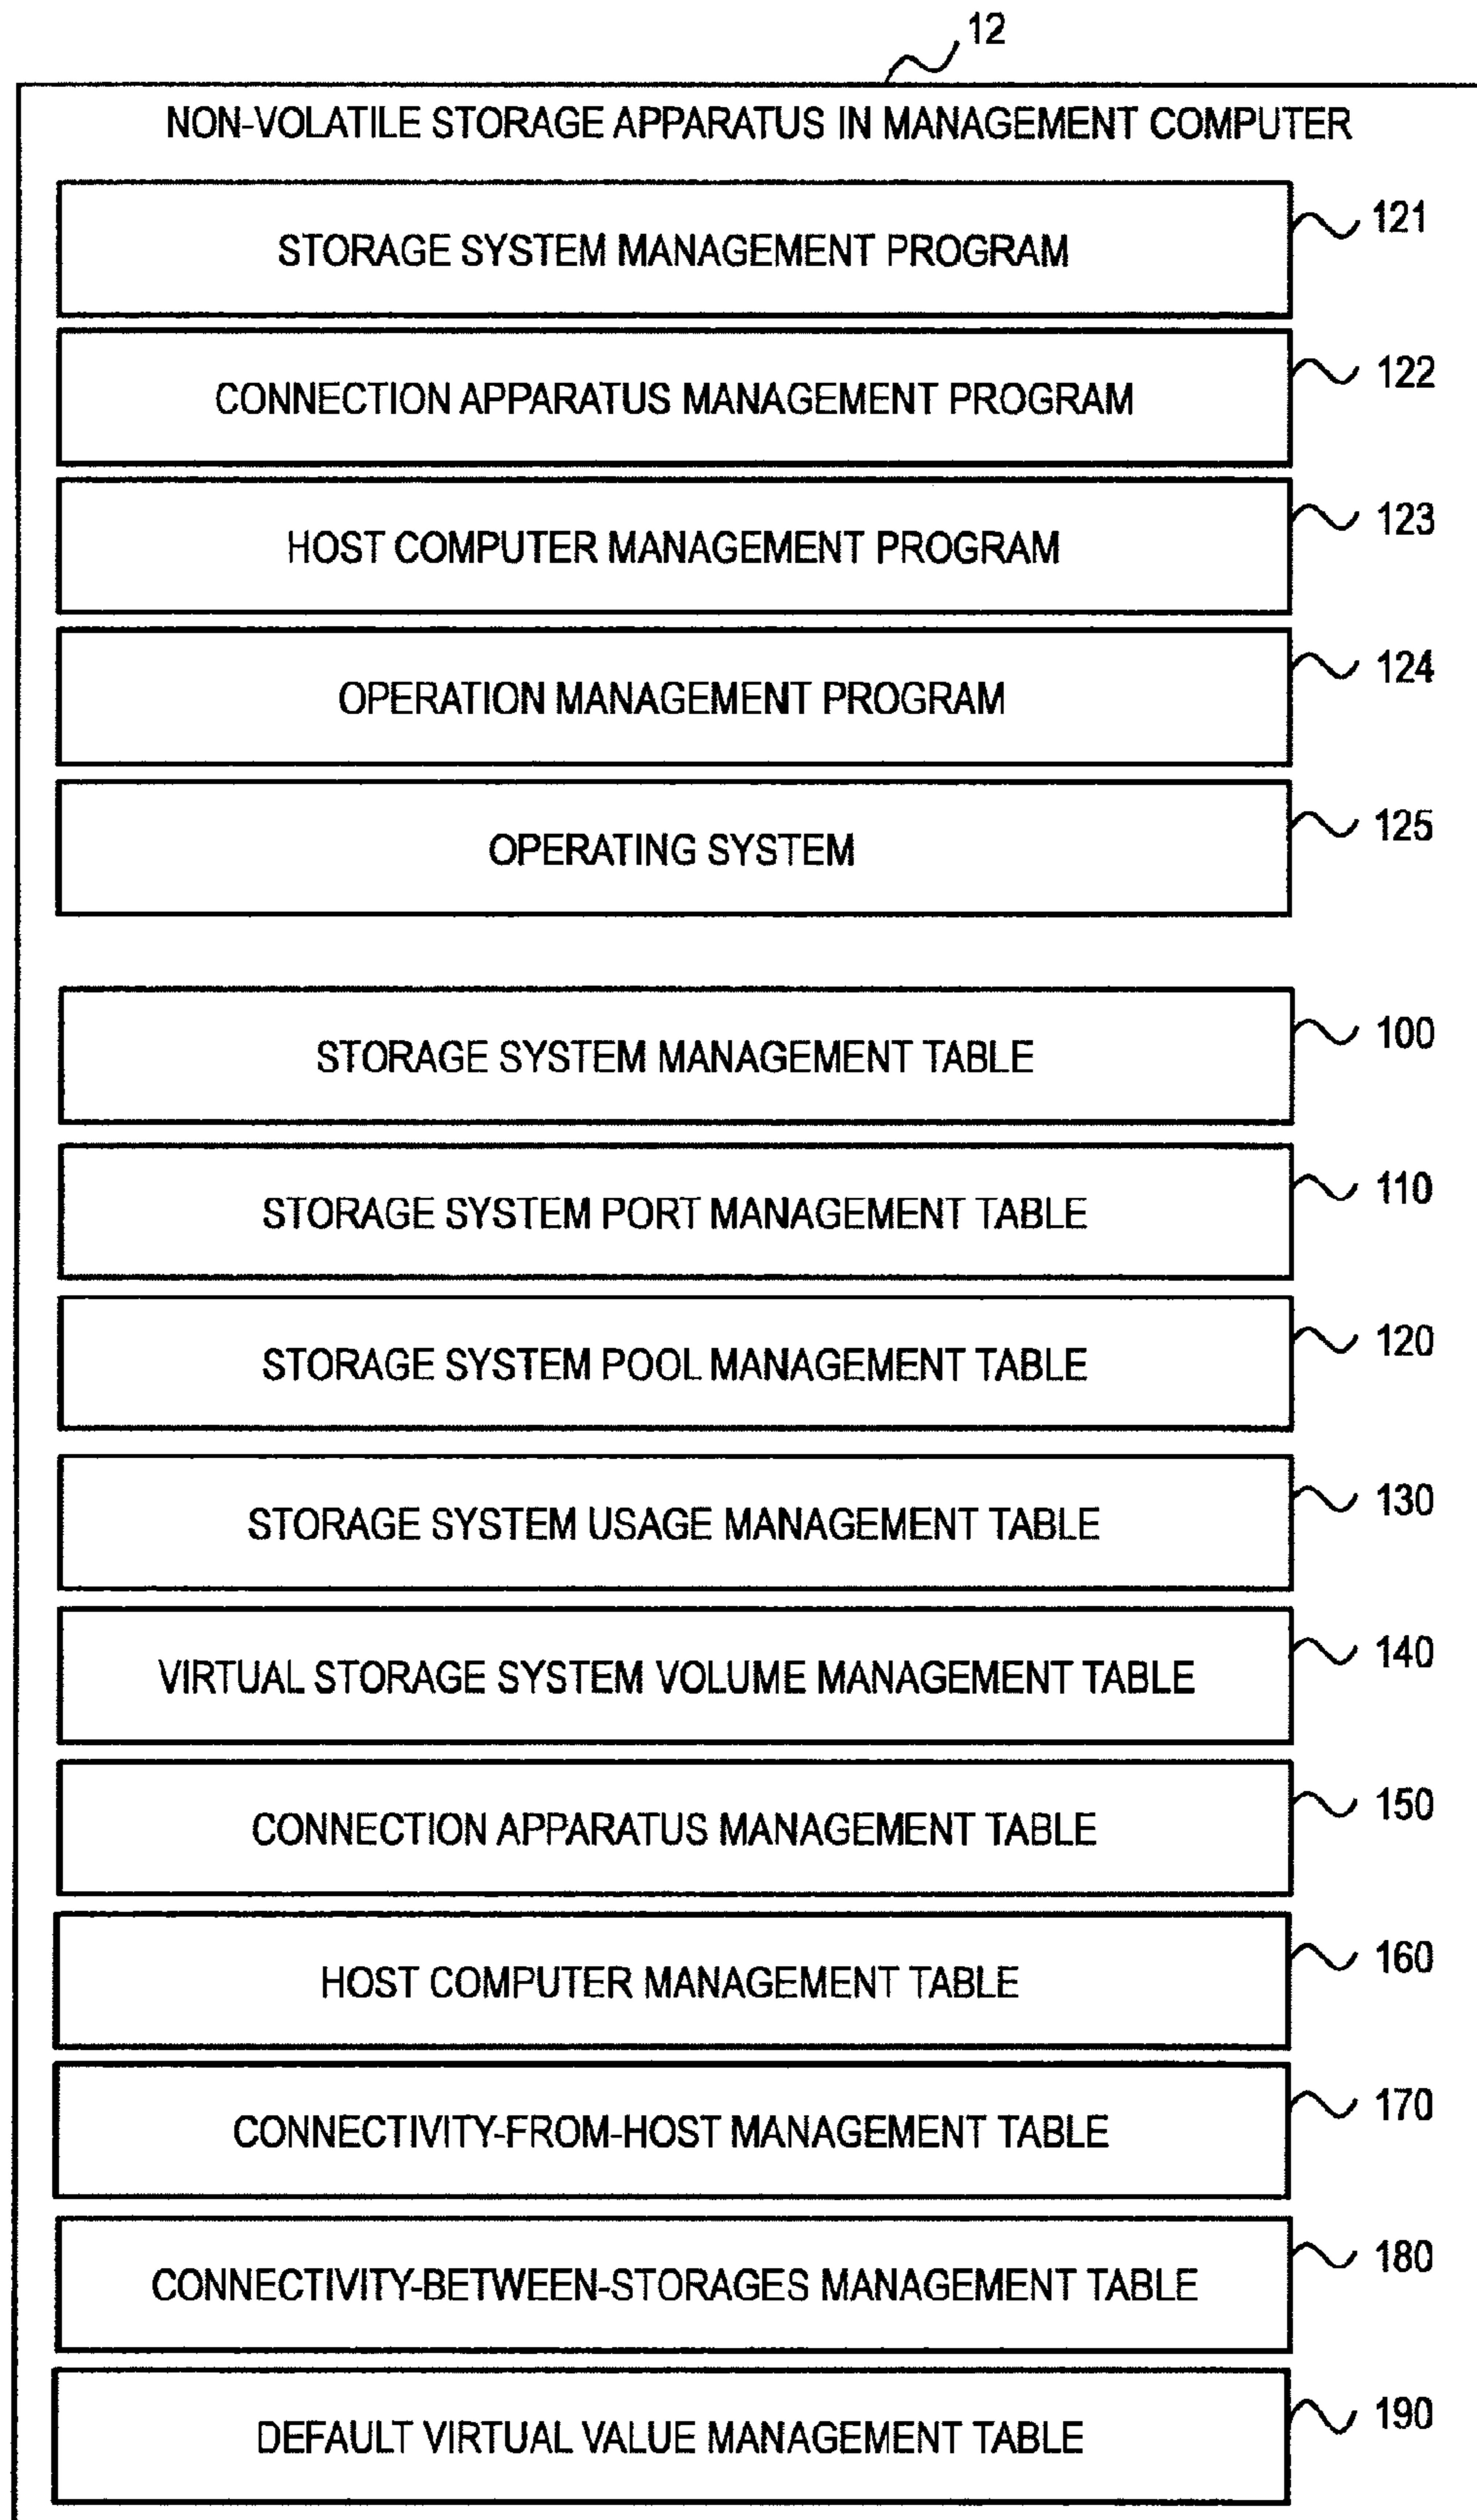 12
NON-VOLATILE STORAGE APPARATUS IN MANAGEMENT COMPUTER
STORAGE SYSTEM MANAGEMENT PROGRAM 121
CONNECTION APPARATUS MANAGEMENT PROGRAM 122
HOST COMPUTER MANAGEMENT PROGRAM 123
OPERATION MANAGEMENT PROGRAM 124
OPERATING SYSTEM 125
STORAGE SYSTEM MANAGEMENT TABLE 100
STORAGE SYSTEM PORT MANAGEMENT TABLE 110
STORAGE SYSTEM POOL MANAGEMENT TABLE 120
STORAGE SYSTEM USAGE MANAGEMENT TABLE 130
VIRTUAL STORAGE SYSTEM VOLUME MANAGEMENT TABLE 140
CONNECTION APPARATUS MANAGEMENT TABLE 150
HOST COMPUTER MANAGEMENT TABLE 160
CONNECTIVITY-FROM-HOST MANAGEMENT TABLE 170
CONNECTIVITY-BETWEEN-STORAGES MANAGEMENT TABLE 180
DEFAULT VIRTUAL VALUE MANAGEMENT TABLE 190